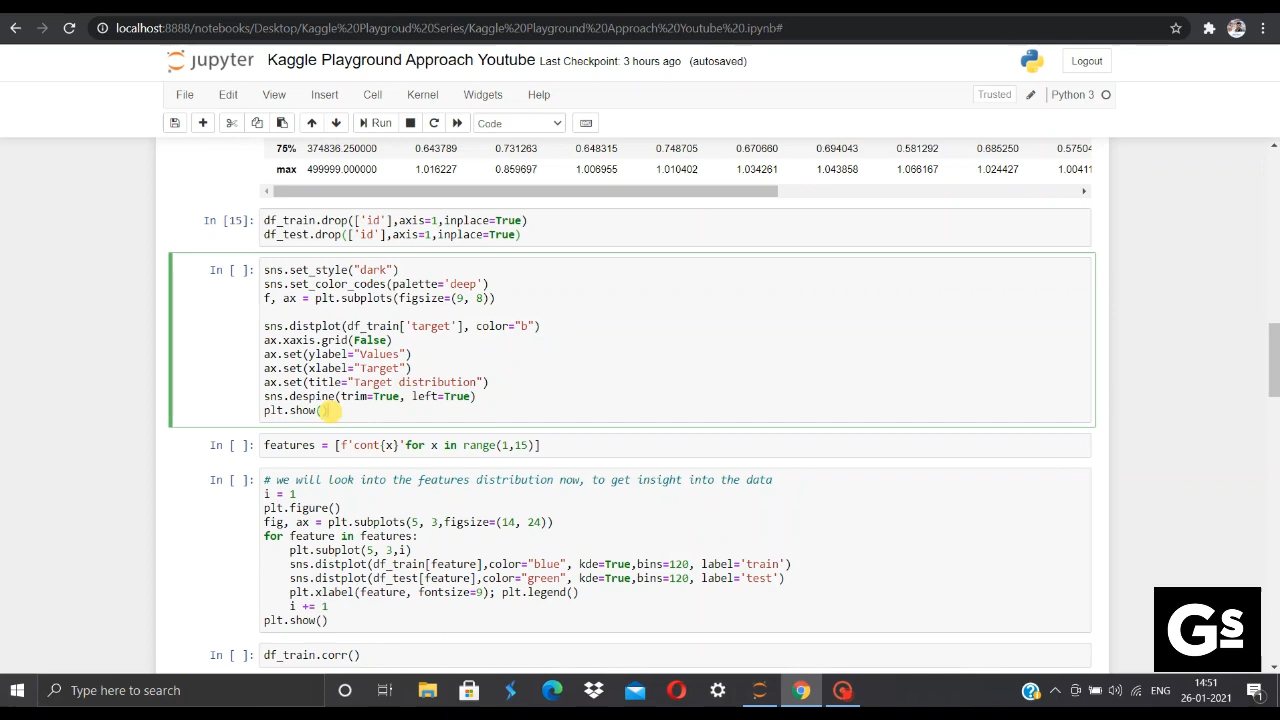 localhost:8888/notebooks/Desktop/Kaggle%20Playgroud%20Series/Kaggle%20Playground%20Approach%20Youtube%20.ipynb#
jupyter Kaggle Playground Approach Youtube Last Checkpoint: 3 hours ago (autosaved) Logout
File Edit View Insert Cell Kernel Widgets Help Trusted Python 3
Run Code
75% 374836.250000 0.643789 0.731263 0.648315 0.748705 0.670660 0.694043 0.581292 0.685250 0.57504
max 499999.000000 1.016227 0.859697 1.006955 1.010402 1.034261 1.043858 1.066167 1.024427 1.00411
In [15]: df_train.drop(['id'],axis=1,inplace=True)
df_test.drop(['id'],axis=1,inplace=True)
In [ ]: sns.set_style("dark")
sns.set_color_codes(palette='deep')
f, ax = plt.subplots(figsize=(9, 8))
sns.distplot(df_train['target'], color="b")
ax.xaxis.grid(False)
ax.set(ylabel="Values")
ax.set(xlabel="Target")
ax.set(title="Target distribution")
sns.despine(trim=True, left=True)
plt.show()
In [ ]: features = [f'cont{x}'for x in range(1,15)]
In [ ]: # we will look into the features distribution now, to get insight into the data
i = 1
plt.figure()
fig, ax = plt.subplots(5, 3,figsize=(14, 24))
for feature in features:
plt.subplot(5, 3,i)
sns.distplot(df_train[feature],color="blue", kde=True,bins=120, label='train')
sns.distplot(df_test[feature],color="green", kde=True,bins=120, label='test')
plt.xlabel(feature, fontsize=9); plt.legend()
i += 1
plt.show()
In [ ]: df_train.corr()
Gs
Type here to search
ENG
14:51
26-01-2021
1